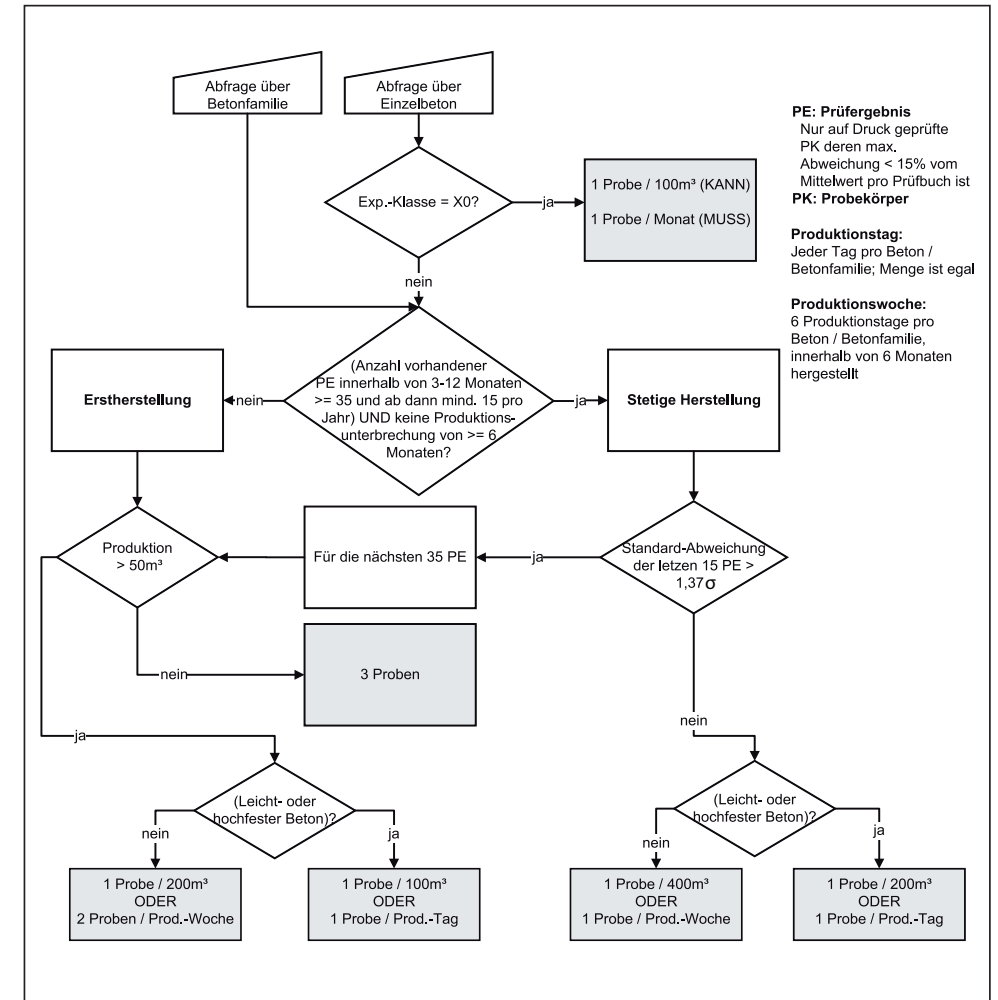 Abfrage über
Betonfamilie
Abfrage über
Einzelbeton
PE: Prüfergebnis
Nur auf Druck geprüfte
PK deren max.
Abweichung < 15% vom
Mittelwert pro Prüfbuch ist
PK: Probekörper
Produktionstag:
Jeder Tag pro Beton /
Betonfamilie; Menge ist egal
Produktionswoche:
6 Produktionstage pro
Beton / Betonfamilie,
innerhalb von 6 Monaten
hergestellt
Exp.-Klasse = X0?
ja
1 Probe / 100m³ (KANN)
1 Probe / Monat (MUSS)
nein
(Anzahl vorhandener
PE innerhalb von 3-12 Monaten
>= 35 und ab dann mind. 15 pro
Jahr) UND keine Produktions-
unterbrechung von >= 6
Monaten?
nein
Erstherstellung
ja
Stetige Herstellung
Produktion
> 50m³
Für die nächsten 35 PE
ja
Standard-Abweichung
der letzen 15 PE >
1,37σ
nein
3 Proben
nein
ja
(Leicht- oder
hochfester Beton)?
nein
ja
(Leicht- oder
hochfester Beton)?
nein
ja
1 Probe / 200m³
ODER
2 Proben / Prod.-Woche
1 Probe / 100m³
ODER
1 Probe / Prod.-Tag
1 Probe / 400m³
ODER
1 Probe / Prod.-Woche
1 Probe / 200m³
ODER
1 Probe / Prod.-Tag